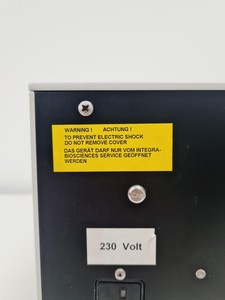 WARNING ! ACHTUNG !
TO PREVENT ELECTRIC SHOCK
DO NOT REMOVE COVER
DAS GERÄT DARF NUR VOM INTEGRA-
BIOSCIENCES SERVICE GEÖFFNET
WERDEN
230 Volt